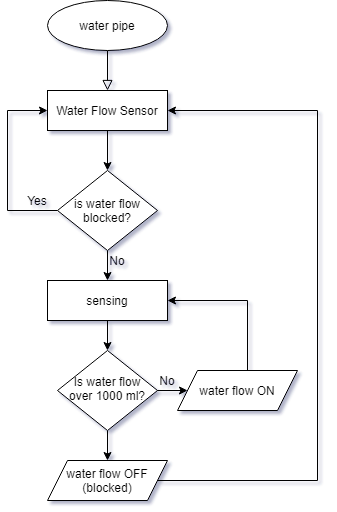 water pipe
Water Flow Sensor
Yes
is water flow
blocked?
No
sensing
Is water flow
over 1000 ml?
No
water flow ON
water flow OFF
(blocked)